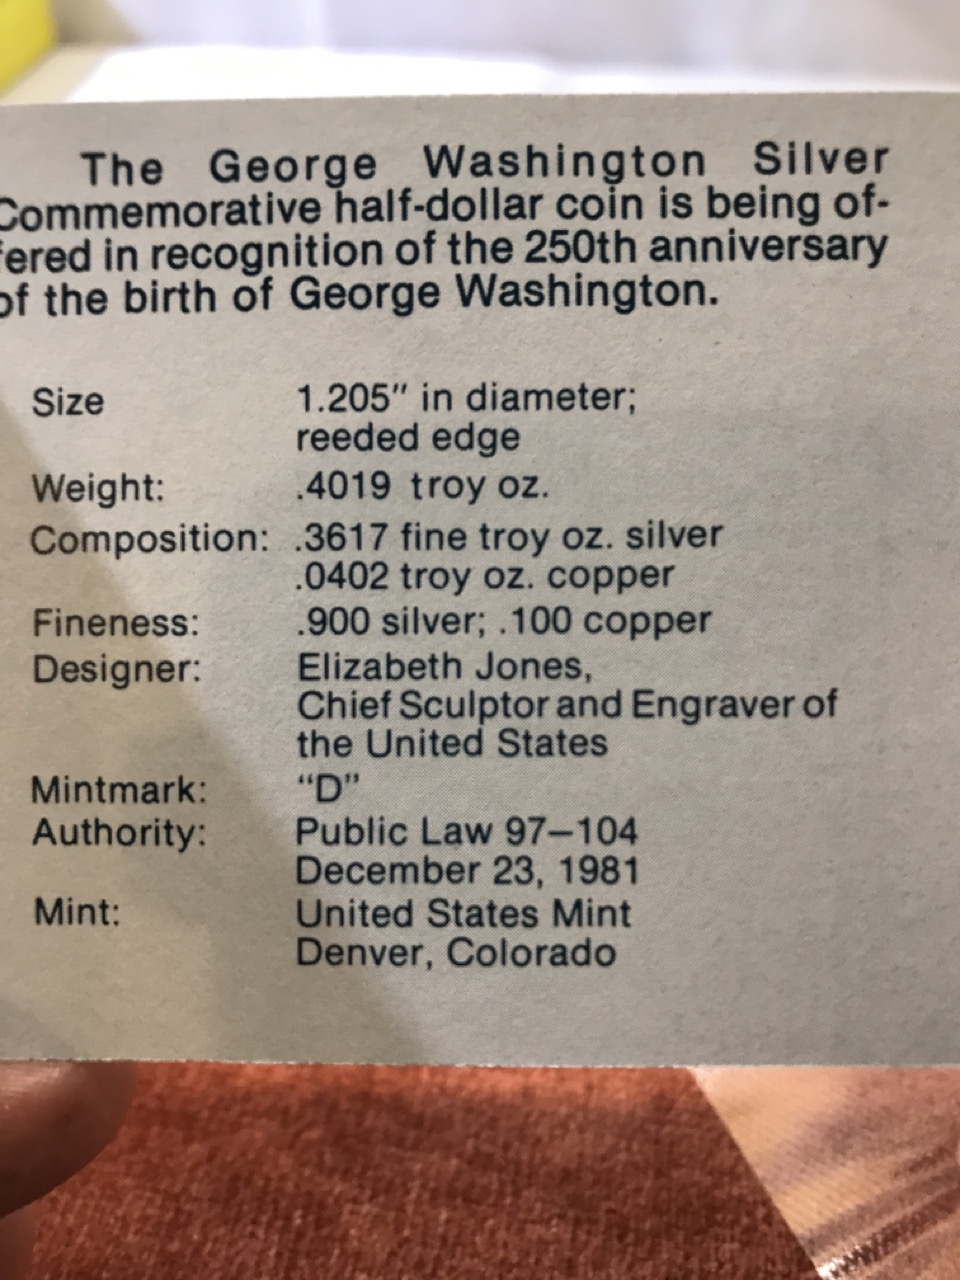 The George Washington Silver
Commemorative half-dollar coin is being of-
fered in recognition of the 250th anniversary
of the birth of George Washington.
Size 1.205" in diameter;
reeded edge
Weight: .4019 troy oz.
Composition: .3617 fine troy oz. silver
.0402 troy oz. copper
Fineness: .900 silver; .100 copper
Designer: Elizabeth Jones,
Chief Sculptor and Engraver of
the United States
Mintmark: “D”
Authority: Public Law 97–104
December 23, 1981
Mint: United States Mint
Denver, Colorado